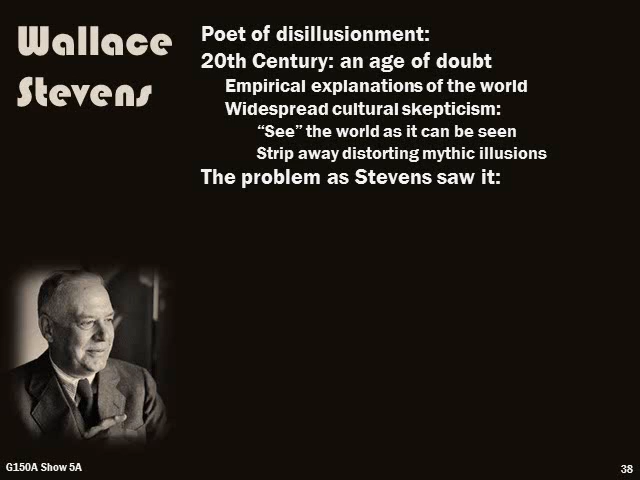 Wallace
Stevens
Poet of disillusionment:
20th Century: an age of doubt
Empirical explanations of the world
Widespread cultural skepticism:
“See” the world as it can be seen
Strip away distorting mythic illusions
The problem as Stevens saw it:
G150A Show 5A
38